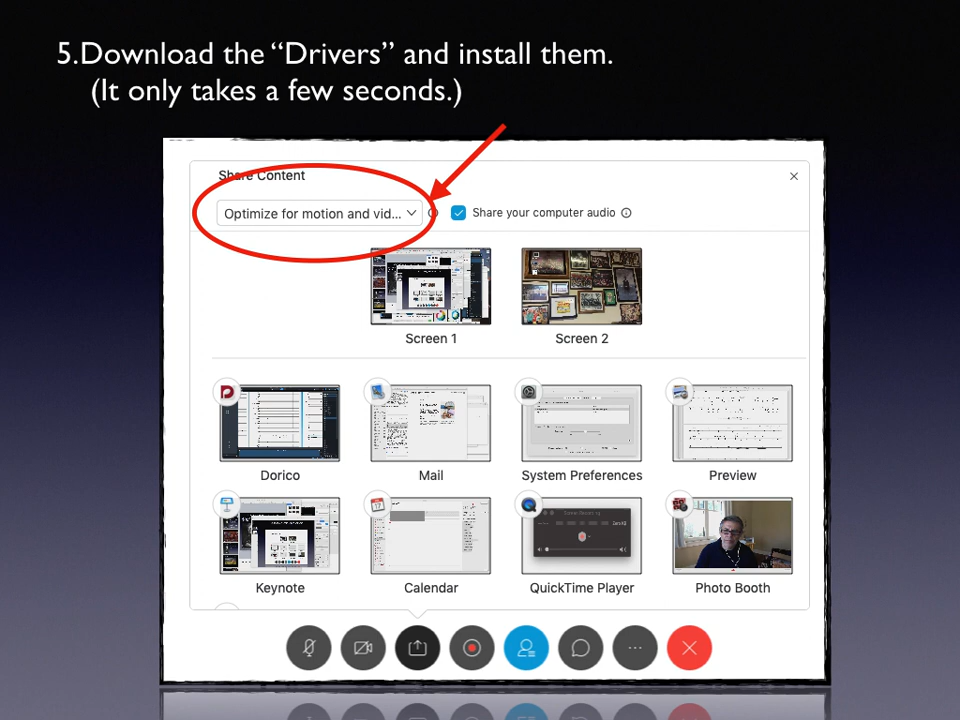 5.Download the “Drivers” and install them.
(It only takes a few seconds.)
Share Content
Optimize for motion and vid...
Share your computer audio
Screen 1
Screen 2
Dorico
Mail
System Preferences
Preview
Keynote
Calendar
QuickTime Player
Photo Booth